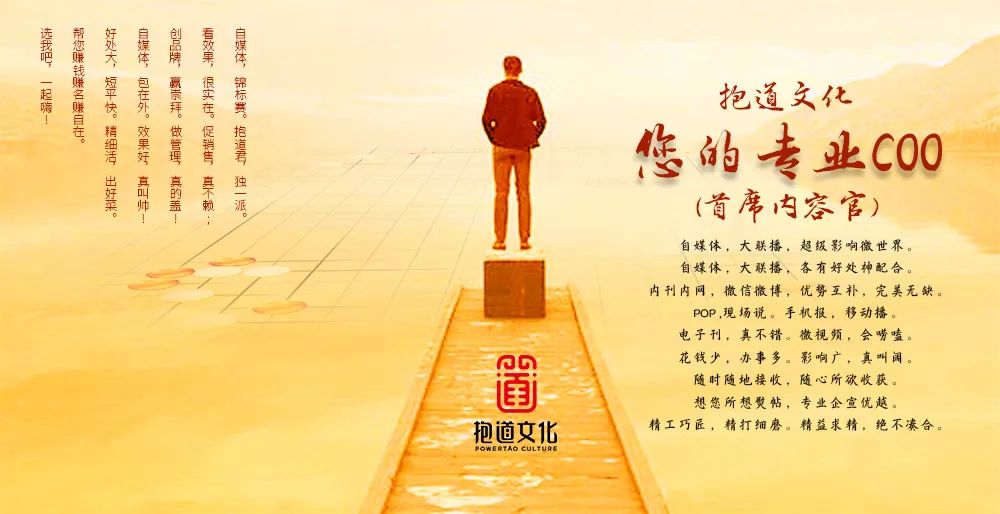 自媒体，锦标赛。抱道君，独一派。
看效果，很实在。促销售，真不赖；
创品牌，赢崇拜。做管理，真的盖！
自媒体，包在外。效果好，真叫帅！
好处大，短平快。精细活，出好菜。
帮您赚钱赚名赚自在。
选我吧，一起嗨！
抱道文化
您的专业COO
(首席内容官)
自媒体，大联播，超级影响微世界。
自媒体，大联播，各有好处神配合。
内刊内网，微信微博，优势互补，完美无缺。
POP,现场说。手机报，移动播。
电子刊，真不错。微视频，会唠嗑。
花钱少，办事多。影响广，真叫阔。
随时随地接收，随心所欲收获。
想您所想熨帖，专业企宣优越。
精工巧匠，精打细磨。精益求精，绝不凑合。
抱道文化
POWERTAO CULTURE